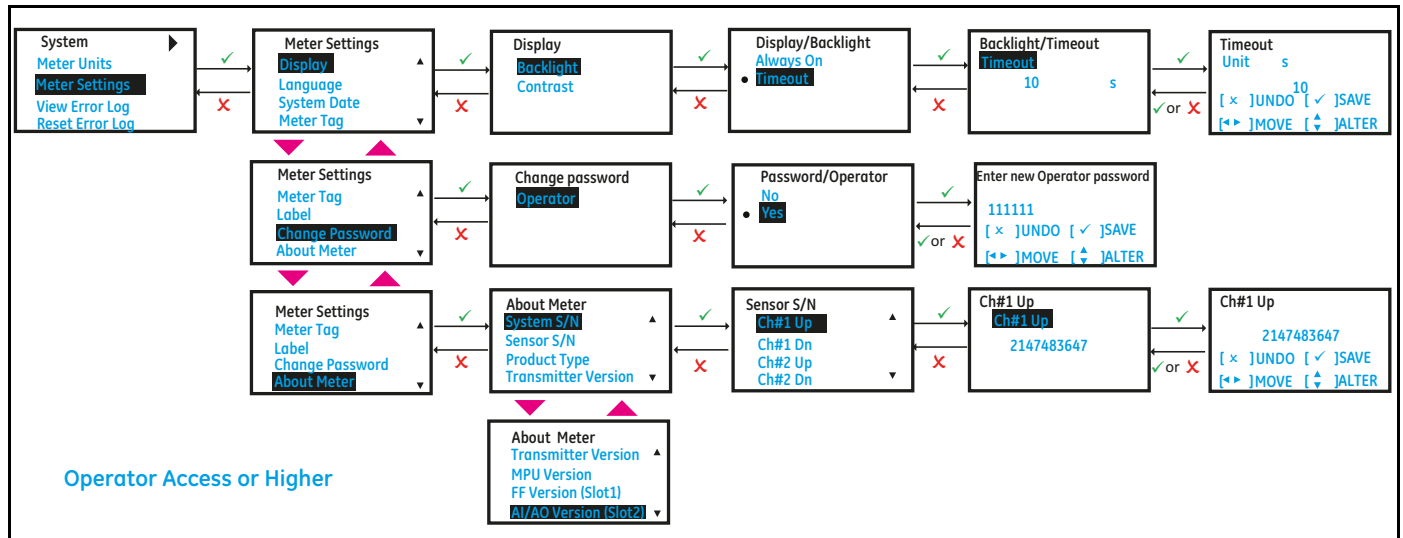 System
Meter Units
Meter Settings
View Error Log
Reset Error Log
Meter Settings
Display
Language
System Date
Meter Tag
Display
Backlight
Contrast
Display/Backlight
Always On
Timeout
Backlight/Timeout
Timeout
10 s
Timeout
Unit s
10
[ x ]UNDO [ ✓ ]SAVE
[◄► ]MOVE [ ▲▼ ]ALTER
✓or X
Meter Settings
Meter Tag
Label
Change Password
About Meter
Change password
Operator
Password/Operator
No
Yes
Enter new Operator password
111111
[ x ]UNDO [ ✓ ]SAVE
[◄► ]MOVE [ ▲▼ ]ALTER
✓or X
Meter Settings
Meter Tag
Label
Change Password
About Meter
About Meter
System S/N
Sensor S/N
Product Type
Transmitter Version
Sensor S/N
Ch#1 Up
Ch#1 Dn
Ch#2 Up
Ch#2 Dn
Ch#1 Up
Ch#1 Up
2147483647
Ch#1 Up
2147483647
[ x ]UNDO [ ✓ ]SAVE
[◄► ]MOVE [ ▲▼ ]ALTER
✓or X
About Meter
Transmitter Version
MPU Version
FF Version (Slot1)
AI/AO Version (Slot2)
Operator Access or Higher